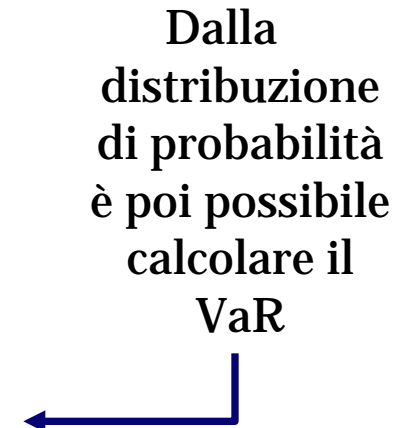 Dalla
distribuzione
di probabilità
è poi possibile
calcolare il
VaR